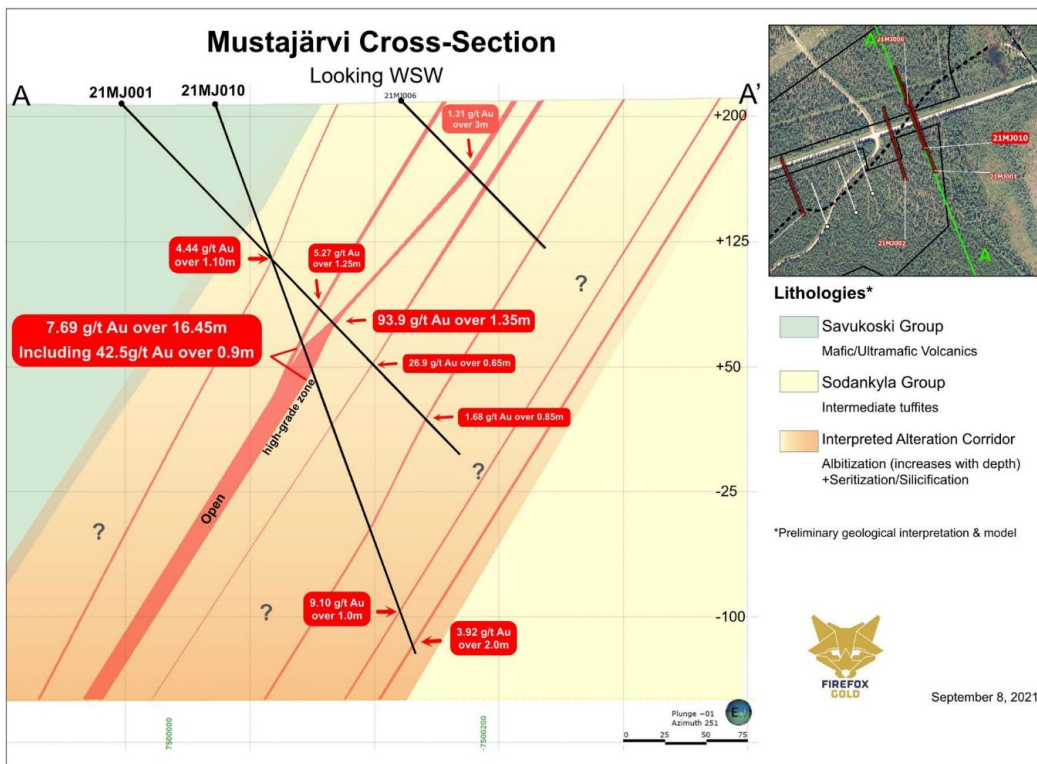 Mustajärvi Cross-Section
Looking WSW
A
21MJ001
21MJ010
21MJ006
A'
1.31 g/t Au
over 3m
+200
+125
+50
-25
-100
4.44 g/t Au
over 1.10m
5.27 g/t Au
over 1.25m
7.69 g/t Au over 16.45m
Including 42.5g/t Au over 0.9m
93.9 g/t Au over 1.35m
26.9 g/t Au over 0.65m
1.68 g/t Au over 0.85m
high-grade zone
Open
?
?
?
?
9.10 g/t Au
over 1.0m
3.92 g/t Au
over 2.0m
7500000
-7500200
Plunge −01
Azimuth 251
0 25 50 75
A'
21MJ006
21MJ010
21MJ001
21MJ002
A
Lithologies*
Savukoski Group
Mafic/Ultramafic Volcanics
Sodankyla Group
Intermediate tuffites
Interpreted Alteration Corridor
Albitization (increases with depth)
+Seritization/Silicification
*Preliminary geological interpretation & model
FIREFOX
GOLD
September 8, 2021